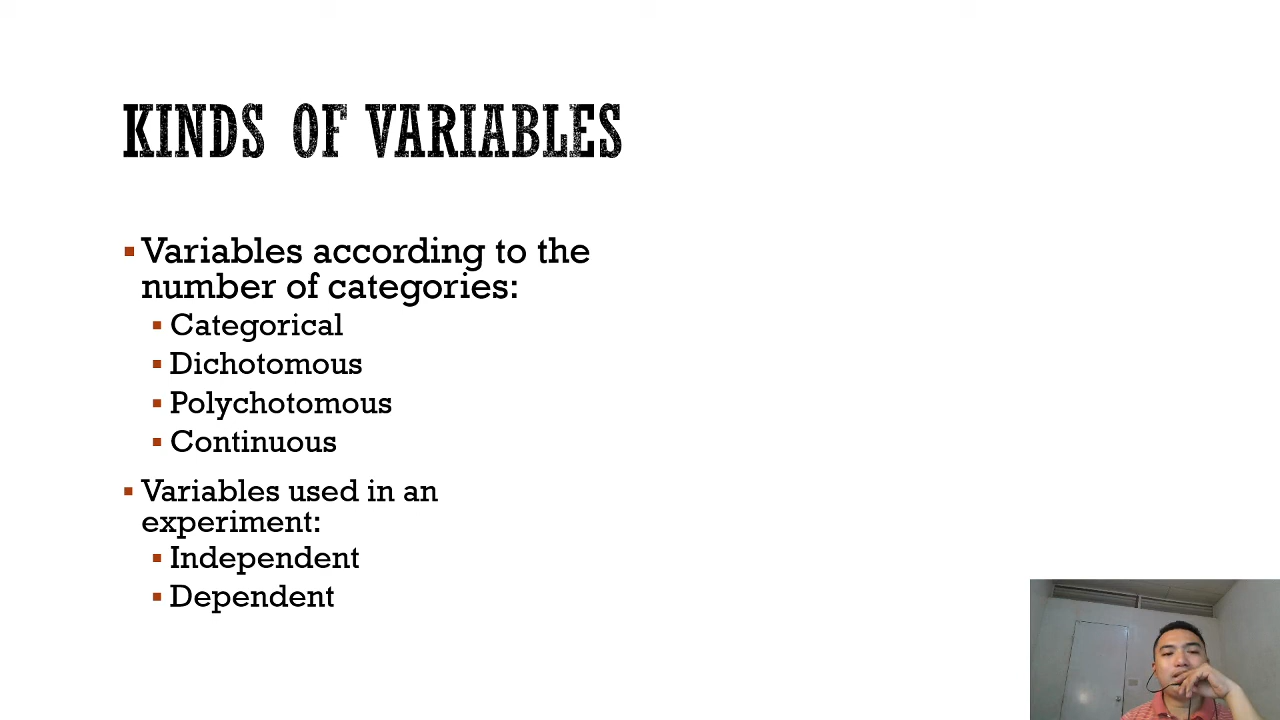 KINDS OF VARIABLES
Variables according to the
number of categories:
Categorical
Dichotomous
Polychotomous
Continuous
Variables used in an
experiment:
Independent
Dependent